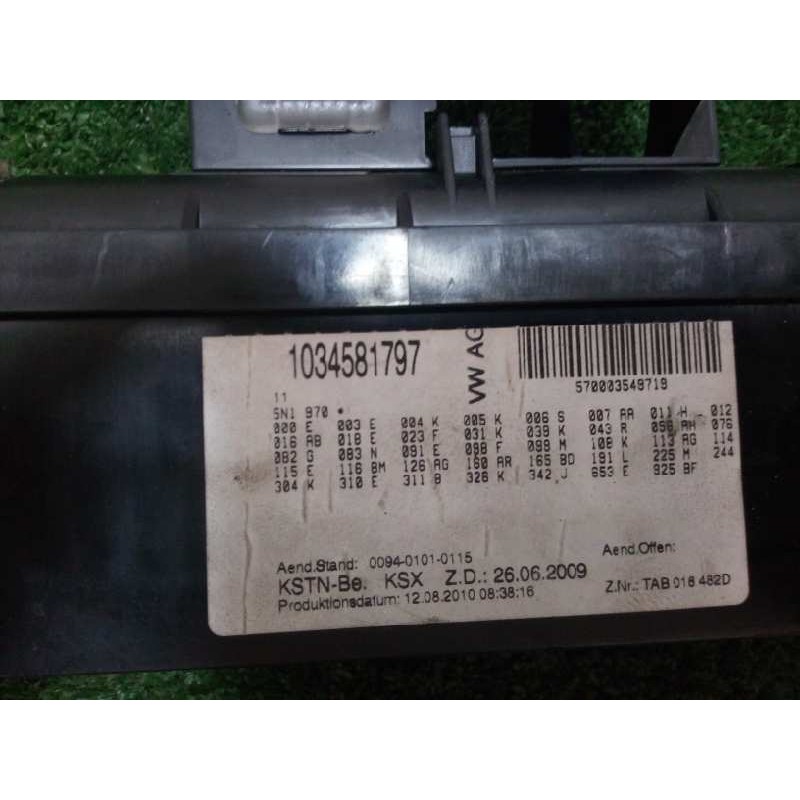 1034581797
VW AG
570003549719
11
5N1 970 *
000 E 003 E 004 K 005 K 006 S 007 AA 011 H 012
016 AB 018 E 023 F 031 K 039 K 043 R 056 AH 076
082 G 083 N 091 E 098 F 099 M 108 K 113 AG 114
115 E 116 BM 126 AG 160 AR 165 BD 191 L 225 M 244
304 K 310 E 311 B 326 K 342 J 653 E 925 BF
Aend.Stand: 0094-0101-0115 Aend.Offen:
KSTN-Be. KSX Z.D.: 26.06.2009 Z.Nr.: TAB 016 482D
Produktionsdatum: 12.08.2010 08:38:16